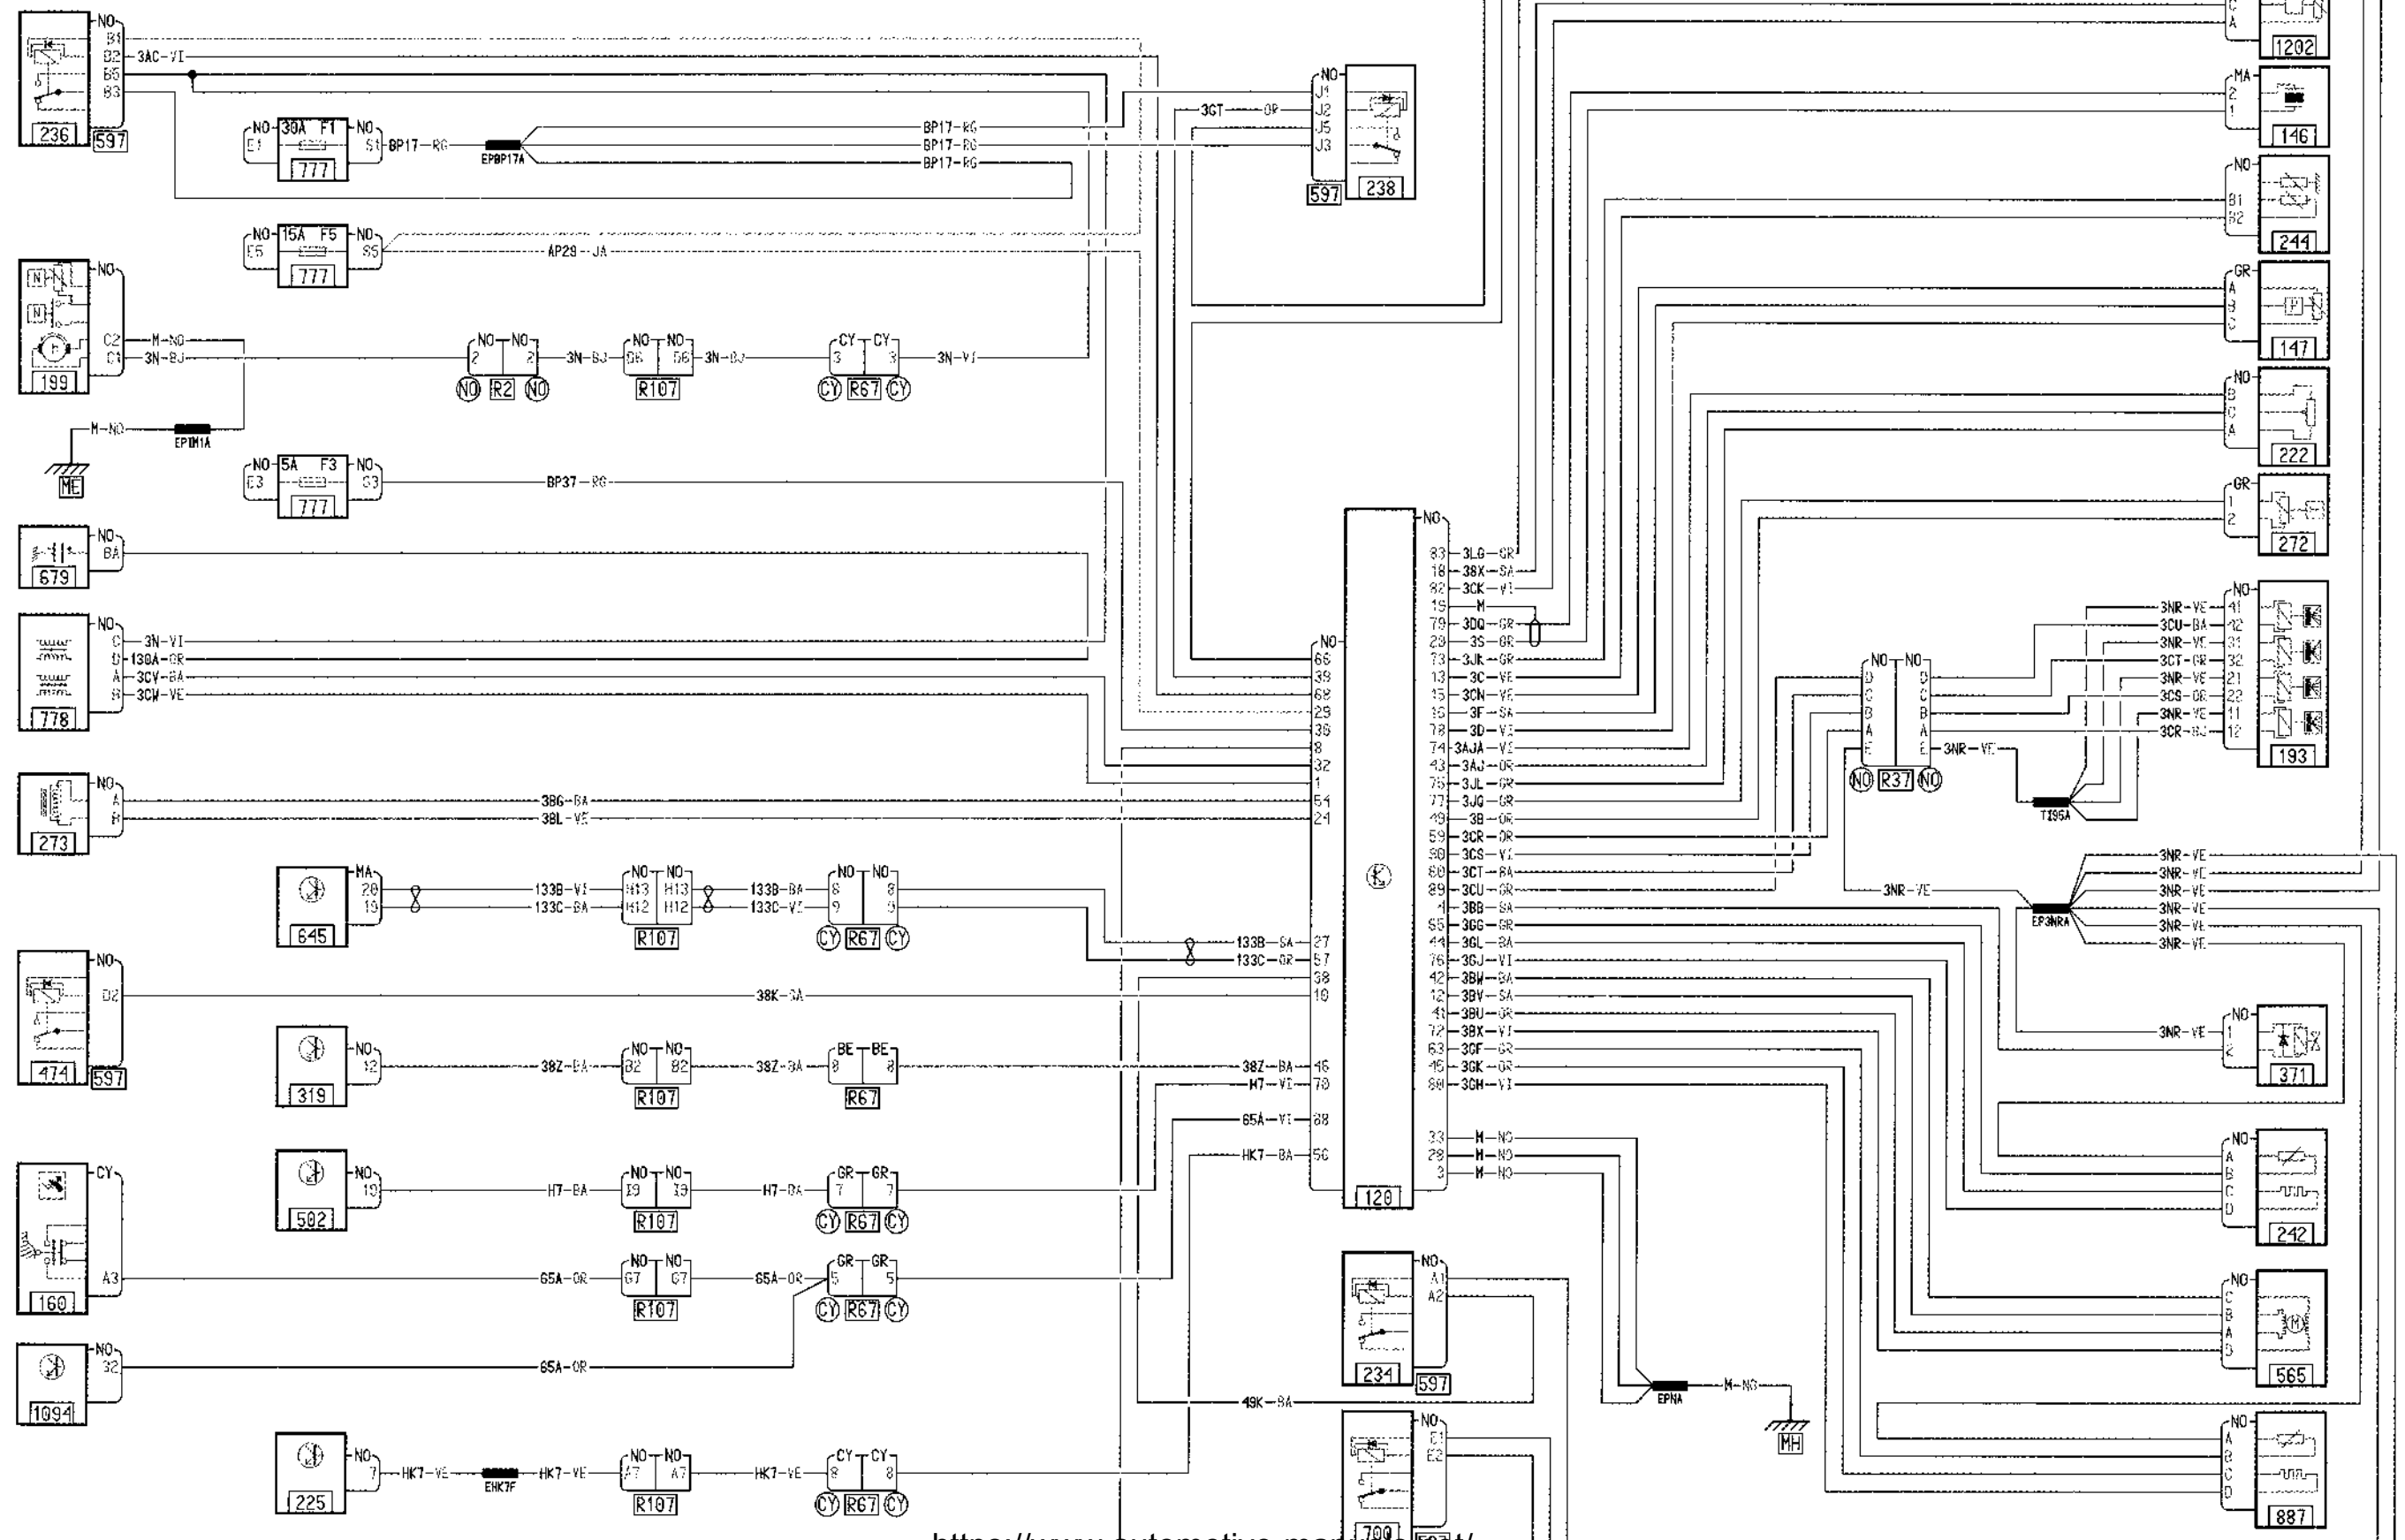 NO
B1
B2 3AC-VI
B5
B3
236 597
NO 30A F1 NO
E1 S1 BP17-RG
777
EPBP17A
BP17-RG
BP17-RG
BP17-RG
NO
J1
3GT OR J2
J5
J3
597 238
NO 15A F5 NO
E5 S5
777
AP29-JA
NO
C2 M-NO
C1 3N-BJ
199
NO NO
2 2
NO R2 NO
3N-BJ
NO NO
D6 D6
R107
3N-BJ
CY CY
3 3
CY R67 CY
3N-VI
M-NO
EPIM1A
ME
NO 5A F3 NO
E3 S3
777
BP37-RG
NO
BA
679
NO
C 3N-VI
D 130A-OR
A 3CV-BA
B 3CW-VE
778
NO
A 3BG-BA
B 3BL-VE
273
MA
20
19
645
133B-VI
133C-BA
NO NO
H13 H13
H12 H12
R107
133B-BA
133C-VI
NO NO
8 8
9 9
CY R67 CY
133B-SA 27
133C-OR 57
38
10
NO
D2 38K-SA
474 597
NO
12
319
38Z-BA
NO NO
B2 B2
R107
38Z-BA
BE BE
8 8
R67
38Z-BA 46
H7-VE 70
65A-VI 88
HK7-BA 56
CY
A3
160
NO
19
502
H7-BA
NO NO
I9 I9
R107
H7-BA
GR GR
7 7
CY R67 CY
65A-OR
NO NO
G7 G7
R107
65A-OR
GR GR
5 5
CY R67 CY
NO
65A-OR
1094
NO
7
225
HK7-VE
EHK7F
HK7-VE
NO NO
A7 A7
R107
HK7-VE
CY CY
8 8
CY R67 CY
NO
66
39
68
29
36
8
32
1
54
24
120
NO
83 3LG-GR
18 38X-SA
82 3CK-VI
19 M
79 3DQ-GR
29 3S-GR
73 3JK-GR
13 3C-VE
15 3CN-VE
16 3F-SA
78 3D-VI
74 3AJA-VI
43 3AJ-OR
75 3JL-GR
77 3JQ-GR
49 3B-OR
59 3CR-OR
90 3CS-VI
60 3CT-BA
89 3CU-OR
4 3BB-SA
65 3GG-GR
44 3GL-BA
76 3GJ-VI
42 3BW-BA
12 3BV-SA
41 3BU-OR
72 3BX-VI
63 3GF-GR
45 3GK-OR
80 3GH-VI
33 M-NO
28 M-NO
3 M-NO
NO
A1
A2
234 597
49K-BA
NO
E1
E2
700
EPNA
M-NO
MH
C
A
1202
MA
2
1
146
NO
B1
B2
244
GR
A
B
C
147
NO
B
C
A
222
GR
1
2
272
NO
3NR-VE 41
3CU-BA 42
3NR-VE 31
3CT-GR 32
3NR-VE 21
3CS-OR 22
3NR-VE 11
3CR-BJ 12
193
NO NO
D D
C C
B B
A A
E E 3NR-VE
NO R37 NO
TI95A
3NR-VE
EP3NRA
3NR-VE
3NR-VE
3NR-VE
3NR-VE
3NR-VE
3NR-VE
NO
3NR-VE 1
2
371
NO
A
B
C
D
242
NO
C
B
A
D
565
NO
A
B
C
D
887